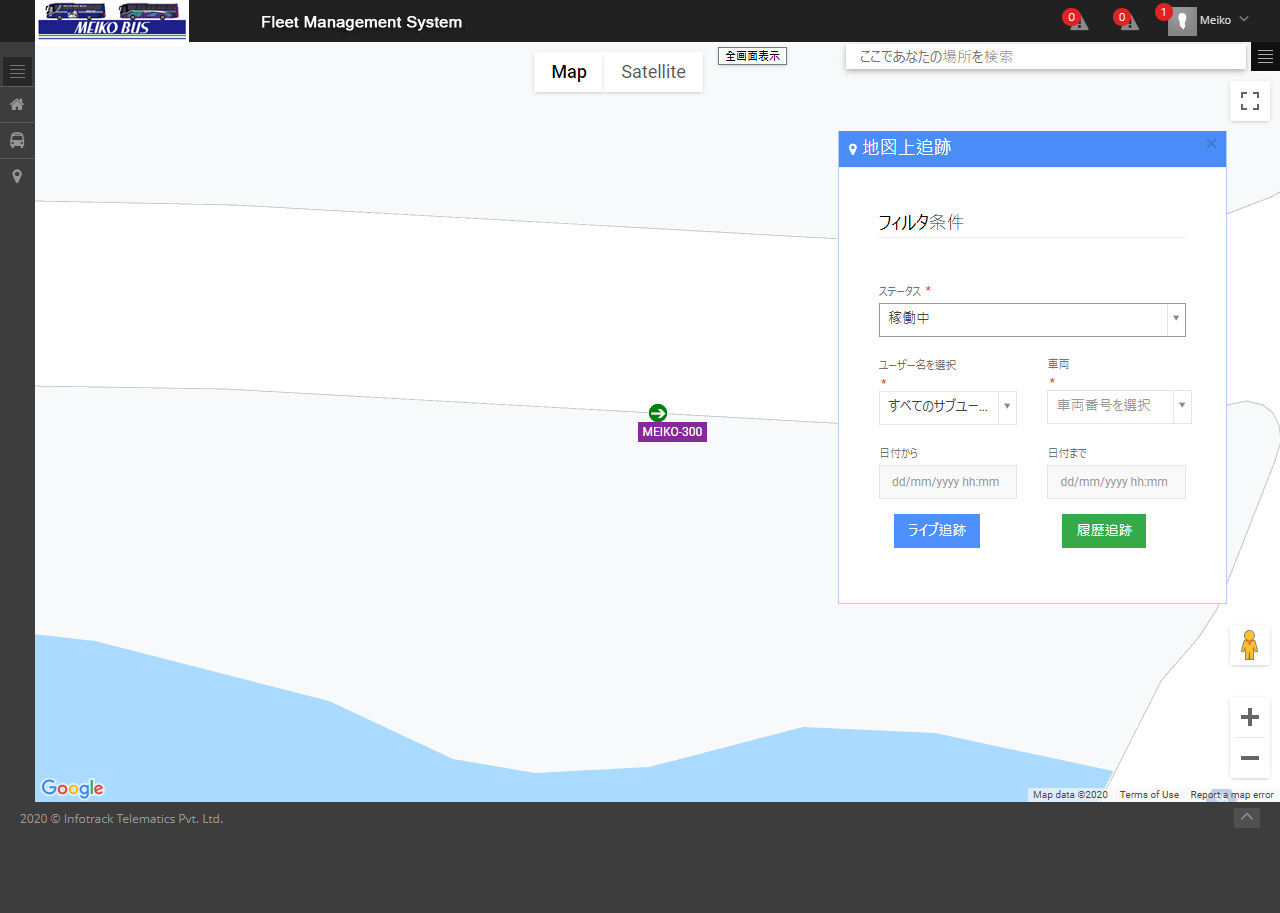 MEIKO BUS
Fleet Management System
0
0
1
Meiko
Map
Satellite
全画面表示
ここであなたの場所を検索
地図上追跡
×
フィルタ条件
ステータス *
稼働中
ユーザー名を選択
*
車両
*
すべてのサブユー...
車両番号を選択
MEIKO-300
日付から
日付まで
dd/mm/yyyy hh:mm
dd/mm/yyyy hh:mm
ライブ追跡
履歴追跡
Google
Map data ©2020
Terms of Use
Report a map error
2020 © Infotrack Telematics Pvt. Ltd.